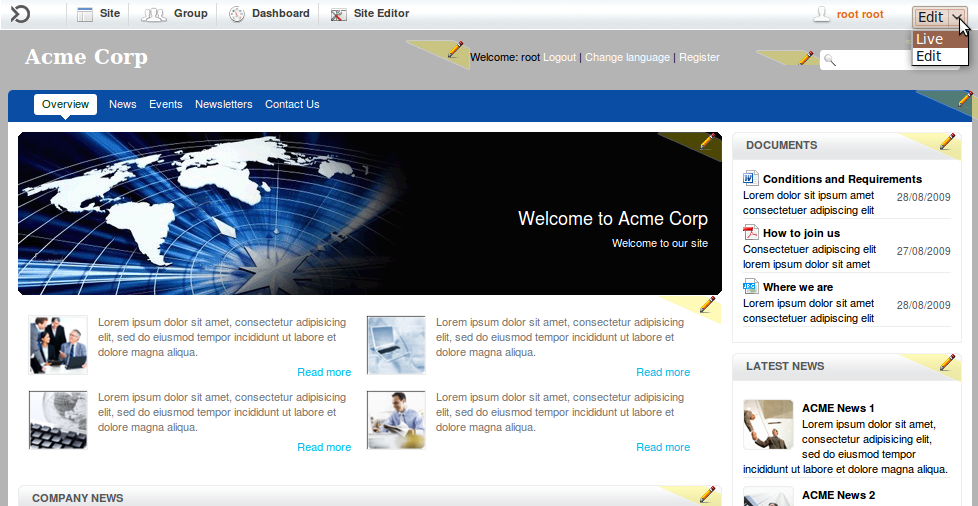 Site Group Dashboard Site Editor root root Edit
Live
Edit
Acme Corp
Welcome: root Logout | Change language | Register
Overview News Events Newsletters Contact Us
Welcome to Acme Corp
Welcome to our site
Lorem ipsum dolor sit amet, consectetur adipisicing
elit, sed do eiusmod tempor incididunt ut labore et
dolore magna aliqua.
Read more
Lorem ipsum dolor sit amet, consectetur adipisicing
elit, sed do eiusmod tempor incididunt ut labore et
dolore magna aliqua.
Read more
Lorem ipsum dolor sit amet, consectetur adipisicing
elit, sed do eiusmod tempor incididunt ut labore et
dolore magna aliqua.
Read more
Lorem ipsum dolor sit amet, consectetur adipisicing
elit, sed do eiusmod tempor incididunt ut labore et
dolore magna aliqua.
Read more
COMPANY NEWS
DOCUMENTS
Conditions and Requirements
Lorem dolor sit ipsum amet 28/08/2009
consectetuer adipiscing elit
How to join us
Consectetuer adipiscing elit 27/08/2009
lorem ipsum dolor sit amet
Where we are
Lorem ipsum dolor sit amet 28/08/2009
consectetuer adipiscing elit
LATEST NEWS
ACME News 1
Lorem ipsum dolor sit amet,
consectetur adipisicing elit,
sed do eiusmod tempor
incididunt ut labore et dolore magna aliqua.
ACME News 2